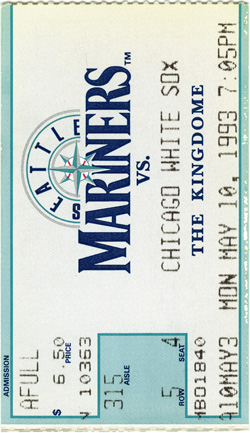 SEATTLE
MARINERS™
VS.
CHICAGO WHITE SOX
THE KINGDOME
MON MAY 10, 1993 7:05PM
ADMISSION
AFULL
$ 6.50
PRICE
V 10363
315
AISLE
5
ROW
4
SEAT
MB01840
A10MAY3